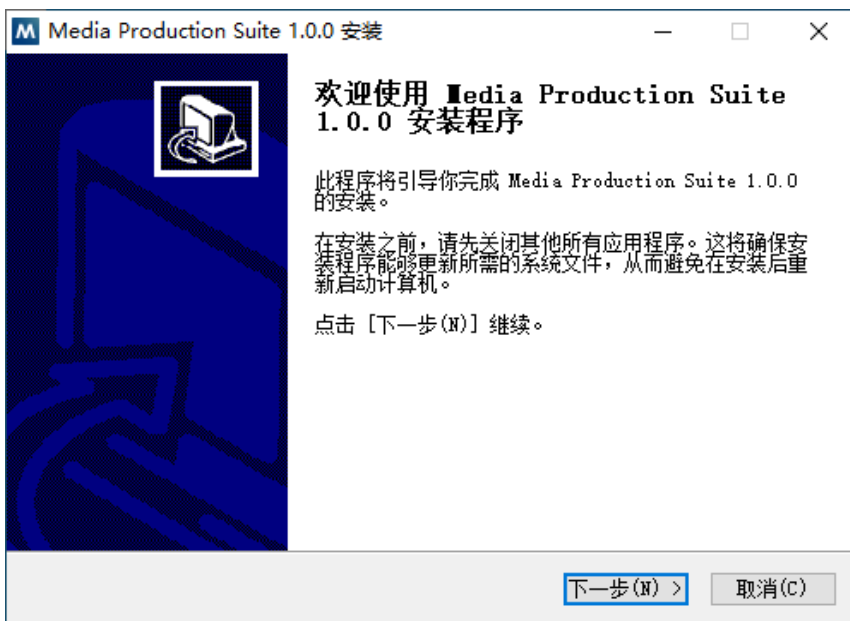 Media Production Suite 1.0.0 安装
欢迎使用 Media Production Suite
1.0.0 安装程序
此程序将引导你完成 Media Production Suite 1.0.0
的安装。
在安装之前，请先关闭其他所有应用程序。这将确保安
装程序能够更新所需的系统文件，从而避免在安装后重
新启动计算机。
点击 [下一步(N)] 继续。
下一步(N) >
取消(C)